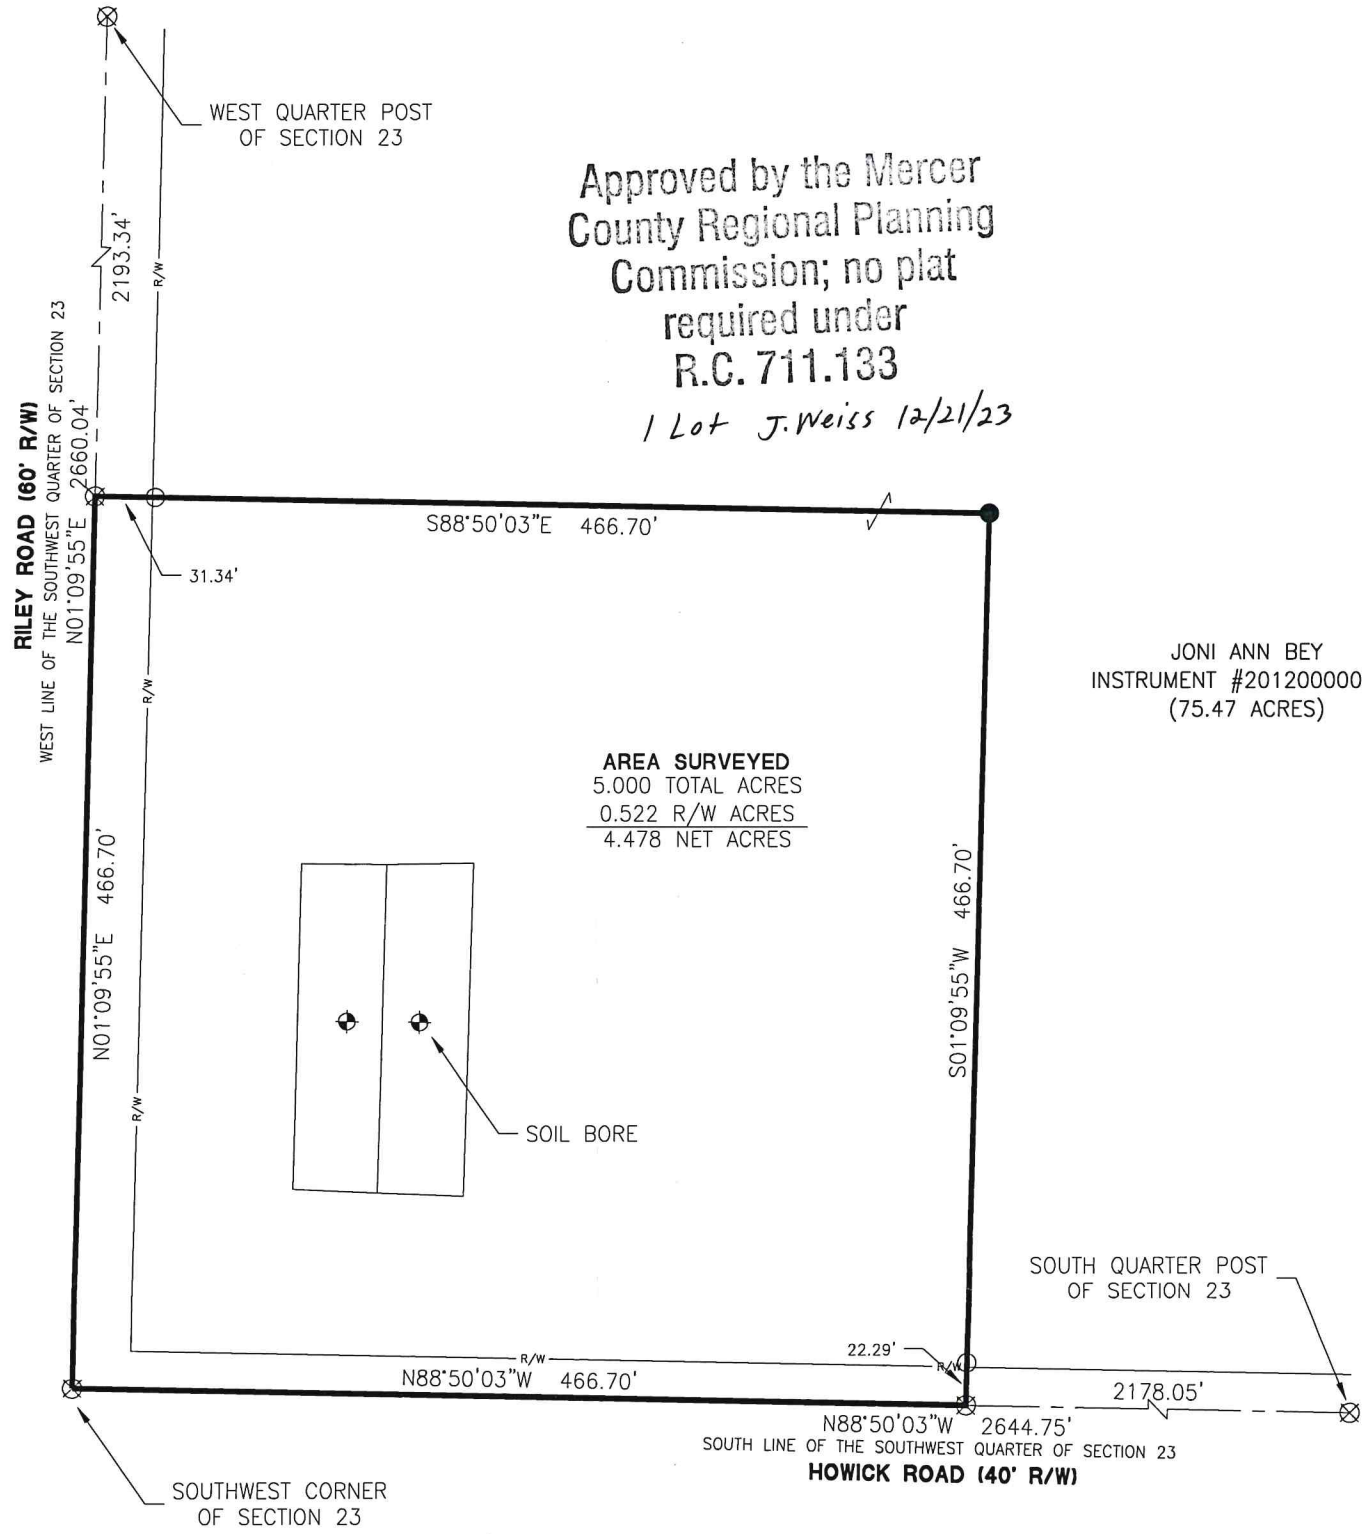 WEST QUARTER POST
OF SECTION 23
Approved by the Mercer
County Regional Planning
Commission; no plat
required under
R.C. 711.133
1 Lot J. Weiss 12/21/23
2193.34'
R/W
RILEY ROAD (60' R/W)
WEST LINE OF THE SOUTHWEST QUARTER OF SECTION 23
N01°09'55"E 2660.04'
S88°50'03"E 466.70'
31.34'
R/W
JONI ANN BEY
INSTRUMENT #201200000
(75.47 ACRES)
AREA SURVEYED
5.000 TOTAL ACRES
0.522 R/W ACRES
4.478 NET ACRES
N01°09'55"E 466.70'
S01°09'55"W 466.70'
R/W
SOIL BORE
SOUTH QUARTER POST
OF SECTION 23
22.29'
R/W
R/W
N88°50'03"W 466.70'
2178.05'
N88°50'03"W 2644.75'
SOUTH LINE OF THE SOUTHWEST QUARTER OF SECTION 23
HOWICK ROAD (40' R/W)
SOUTHWEST CORNER
OF SECTION 23